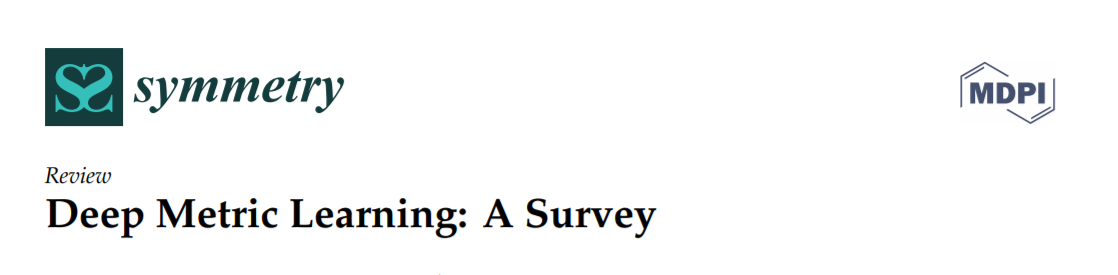 symmetry
MDPI
Review
Deep Metric Learning: A Survey